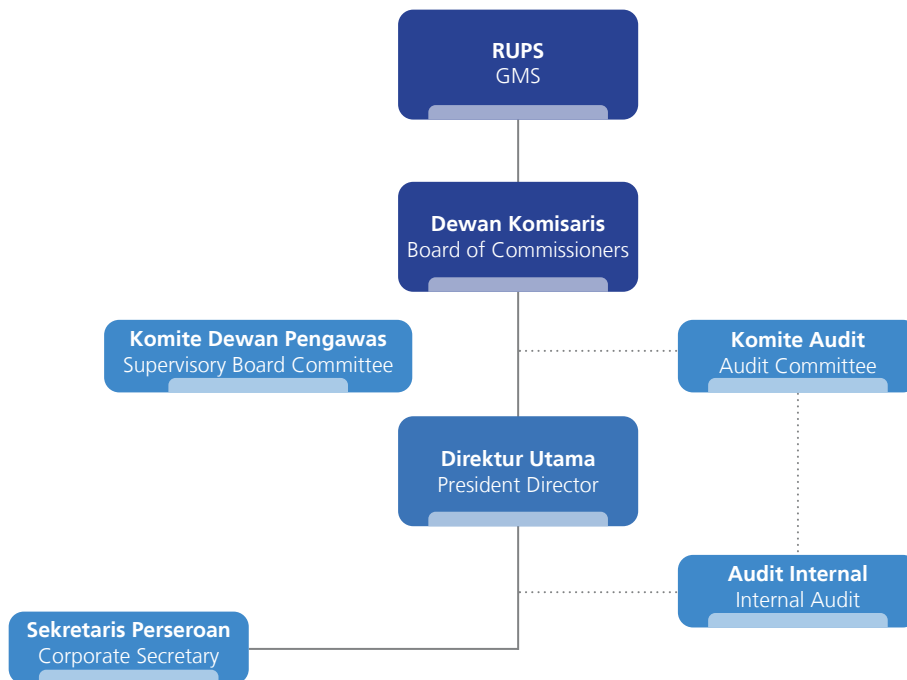 RUPS
GMS
Dewan Komisaris
Board of Commissioners
Komite Dewan Pengawas
Supervisory Board Committee
Komite Audit
Audit Committee
Direktur Utama
President Director
Audit Internal
Internal Audit
Sekretaris Perseroan
Corporate Secretary